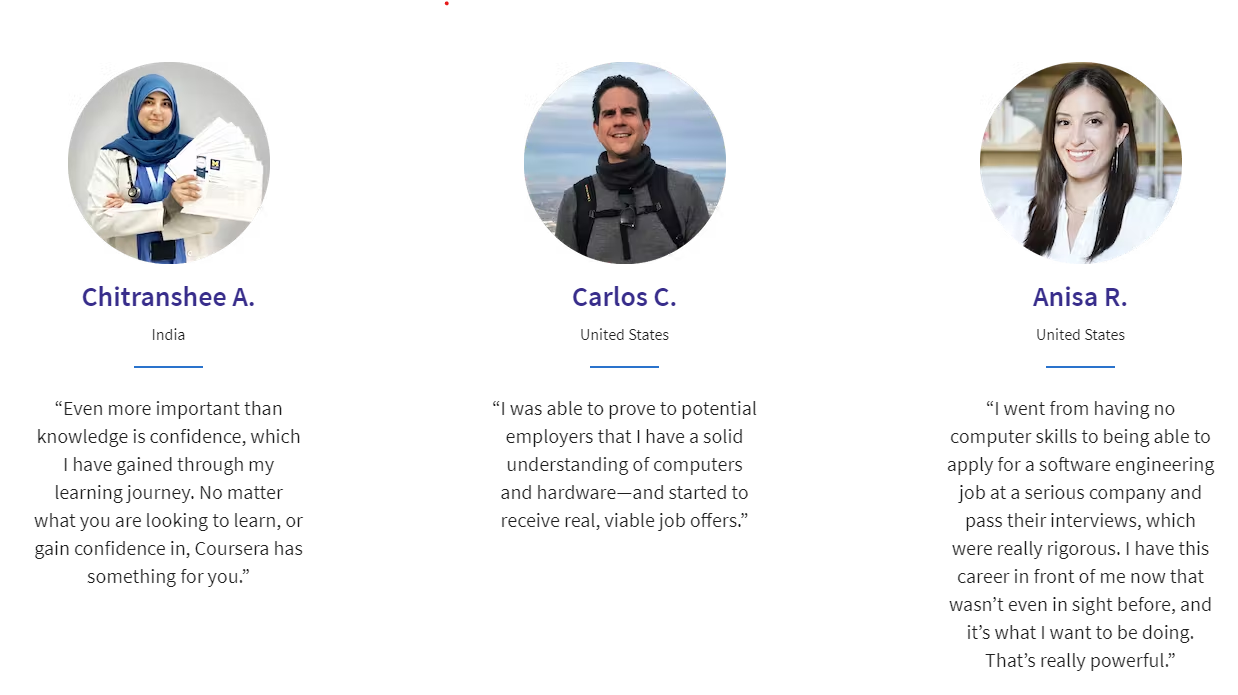 Chitranshee A.
India
“Even more important than
knowledge is confidence, which
I have gained through my
learning journey. No matter
what you are looking to learn, or
gain confidence in, Coursera has
something for you.”
Carlos C.
United States
“I was able to prove to potential
employers that I have a solid
understanding of computers
and hardware—and started to
receive real, viable job offers.”
Anisa R.
United States
“I went from having no
computer skills to being able to
apply for a software engineering
job at a serious company and
pass their interviews, which
were really rigorous. I have this
career in front of me now that
wasn’t even in sight before, and
it’s what I want to be doing.
That’s really powerful.”